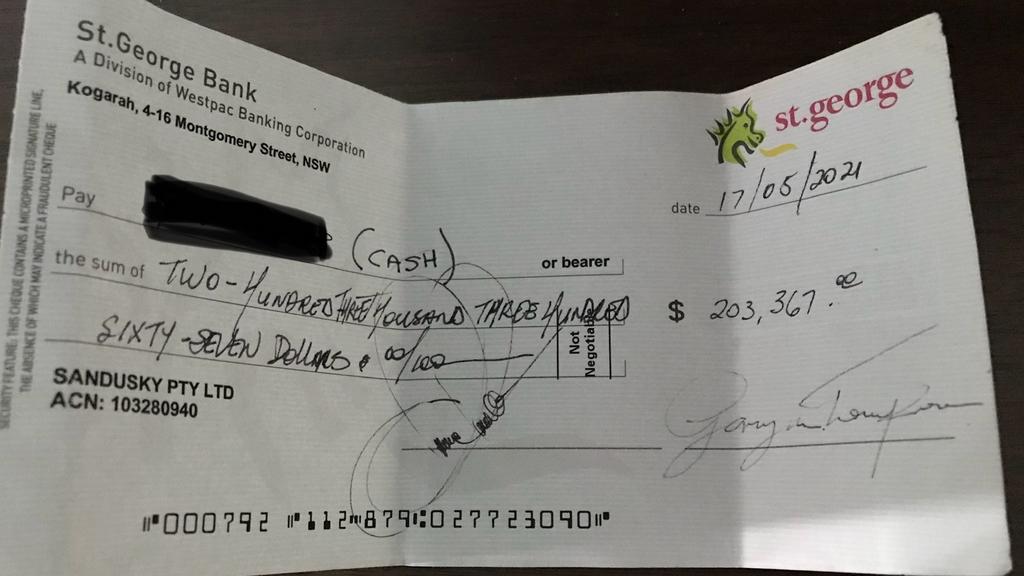 St.George Bank
A Division of Westpac Banking Corporation
Kogarah, 4-16 Montgomery Street, NSW
st.george
date 17/05/2021
Pay (CASH) or bearer
the sum of TWO-HUNDRED THREE THOUSAND THREE HUNDRED $ 203,367.00
SIXTY-SEVEN DOLLARS & 00/100
Not
SANDUSKY PTY LTD
ACN: 103280940
SECURITY FEATURE: THIS CHEQUE CONTAINS A MICROPRINTED SIGNATURE LINE,
THE ABSENCE OF WHICH MAY INDICATE A FRAUDULENT CHEQUE
⑈000792 ⑈112⑈879⑆027723090⑈